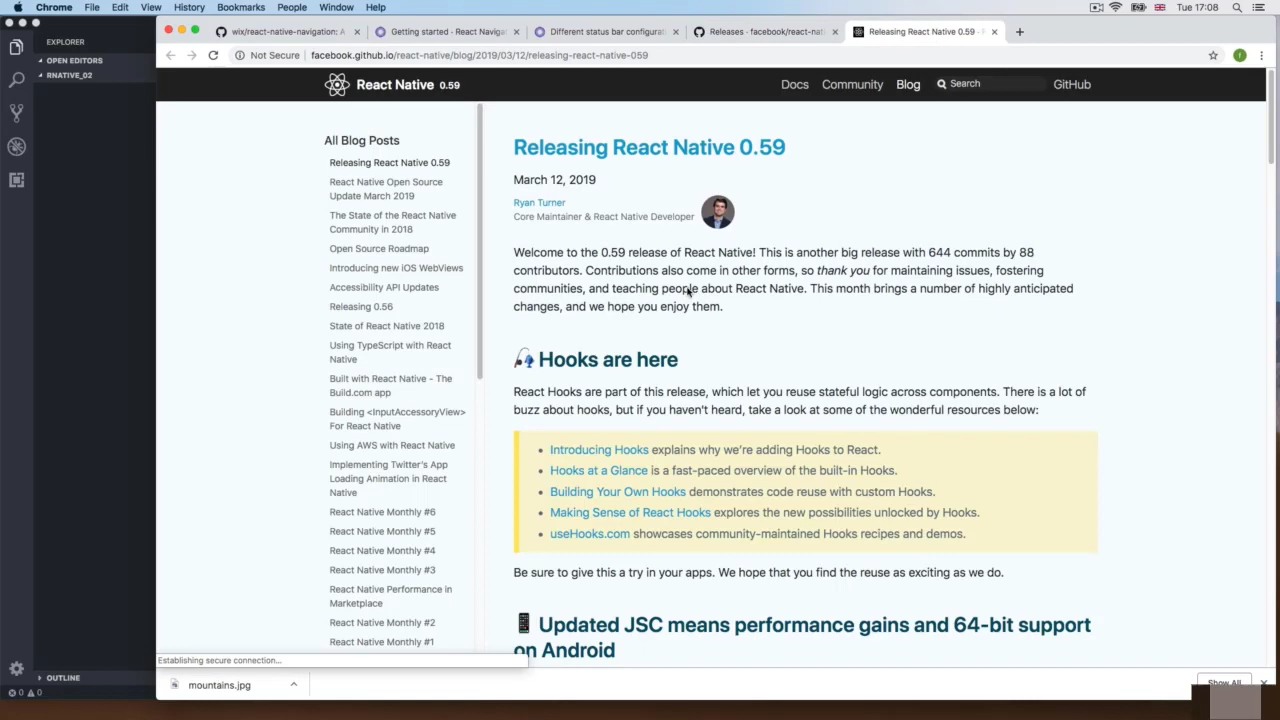 Chrome File Edit View History Bookmarks People Window Help Tue 17:08
EXPLORER
OPEN EDITORS
RNATIVE_02
OUTLINE
0 0
wix/react-native-navigation: A
Getting started · React Naviga
Different status bar configurat
Releases · facebook/react-nat
Releasing React Native 0.59 ·
Not Secure facebook.github.io/react-native/blog/2019/03/12/releasing-react-native-059
React Native 0.59 Docs Community Blog Search GitHub
All Blog Posts
Releasing React Native 0.59
React Native Open Source
Update March 2019
The State of the React Native
Community in 2018
Open Source Roadmap
Introducing new iOS WebViews
Accessibility API Updates
Releasing 0.56
State of React Native 2018
Using TypeScript with React
Native
Built with React Native - The
Build.com app
Building <InputAccessoryView>
For React Native
Using AWS with React Native
Implementing Twitter's App
Loading Animation in React
Native
React Native Monthly #6
React Native Monthly #5
React Native Monthly #4
React Native Monthly #3
React Native Performance in
Marketplace
React Native Monthly #2
React Native Monthly #1
Releasing React Native 0.59
March 12, 2019
Ryan Turner
Core Maintainer & React Native Developer
Welcome to the 0.59 release of React Native! This is another big release with 644 commits by 88
contributors. Contributions also come in other forms, so thank you for maintaining issues, fostering
communities, and teaching people about React Native. This month brings a number of highly anticipated
changes, and we hope you enjoy them.
Hooks are here
React Hooks are part of this release, which let you reuse stateful logic across components. There is a lot of
buzz about hooks, but if you haven't heard, take a look at some of the wonderful resources below:
• Introducing Hooks explains why we're adding Hooks to React.
• Hooks at a Glance is a fast-paced overview of the built-in Hooks.
• Building Your Own Hooks demonstrates code reuse with custom Hooks.
• Making Sense of React Hooks explores the new possibilities unlocked by Hooks.
• useHooks.com showcases community-maintained Hooks recipes and demos.
Be sure to give this a try in your apps. We hope that you find the reuse as exciting as we do.
Updated JSC means performance gains and 64-bit support
on Android
Establishing secure connection...
mountains.jpg
Show All